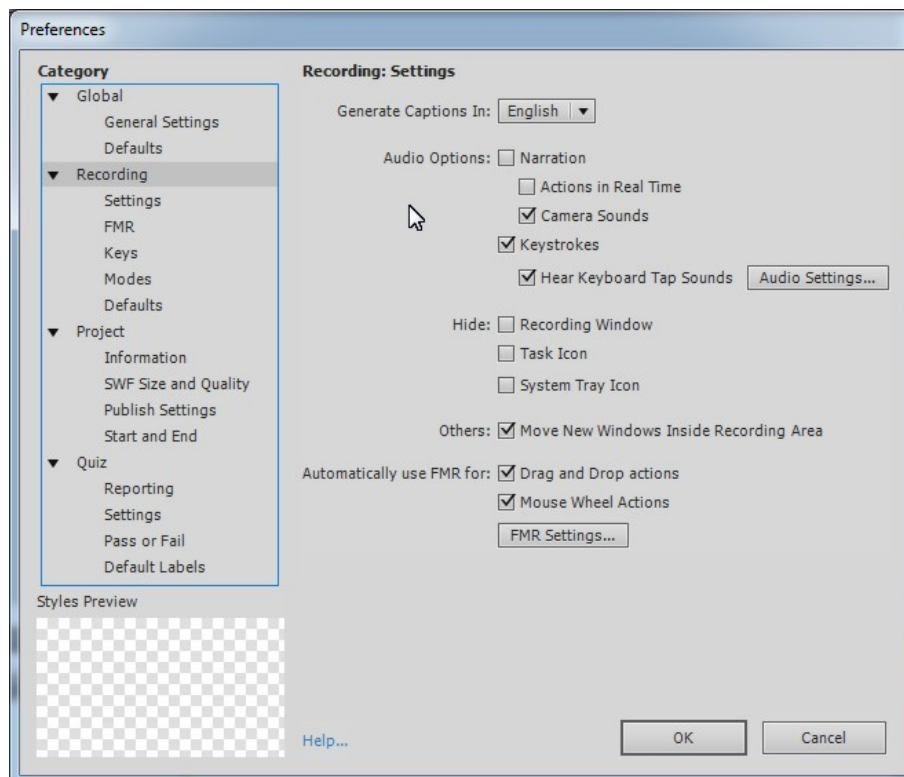 Preferences
Category
Global
General Settings
Defaults
Recording
Settings
FMR
Keys
Modes
Defaults
Project
Information
SWF Size and Quality
Publish Settings
Start and End
Quiz
Reporting
Settings
Pass or Fail
Default Labels
Styles Preview
Recording: Settings
Generate Captions In: English
Audio Options: Narration
Actions in Real Time
Camera Sounds
Keystrokes
Hear Keyboard Tap Sounds Audio Settings...
Hide: Recording Window
Task Icon
System Tray Icon
Others: Move New Windows Inside Recording Area
Automatically use FMR for: Drag and Drop actions
Mouse Wheel Actions
FMR Settings...
Help... OK Cancel